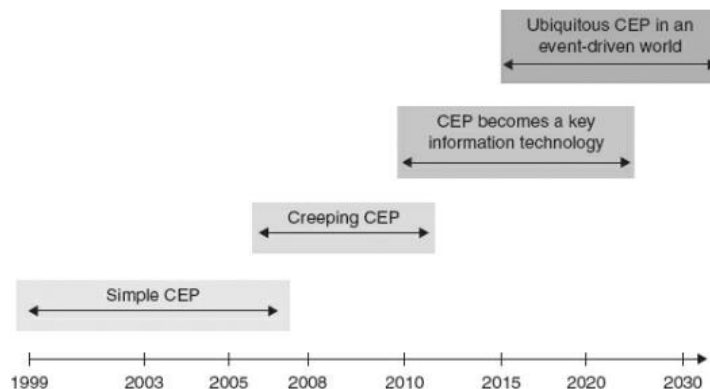 Ubiquitous CEP in an
event-driven world
CEP becomes a key
information technology
Creeping CEP
Simple CEP
1999 2003 2005 2008 2010 2015 2020 2030